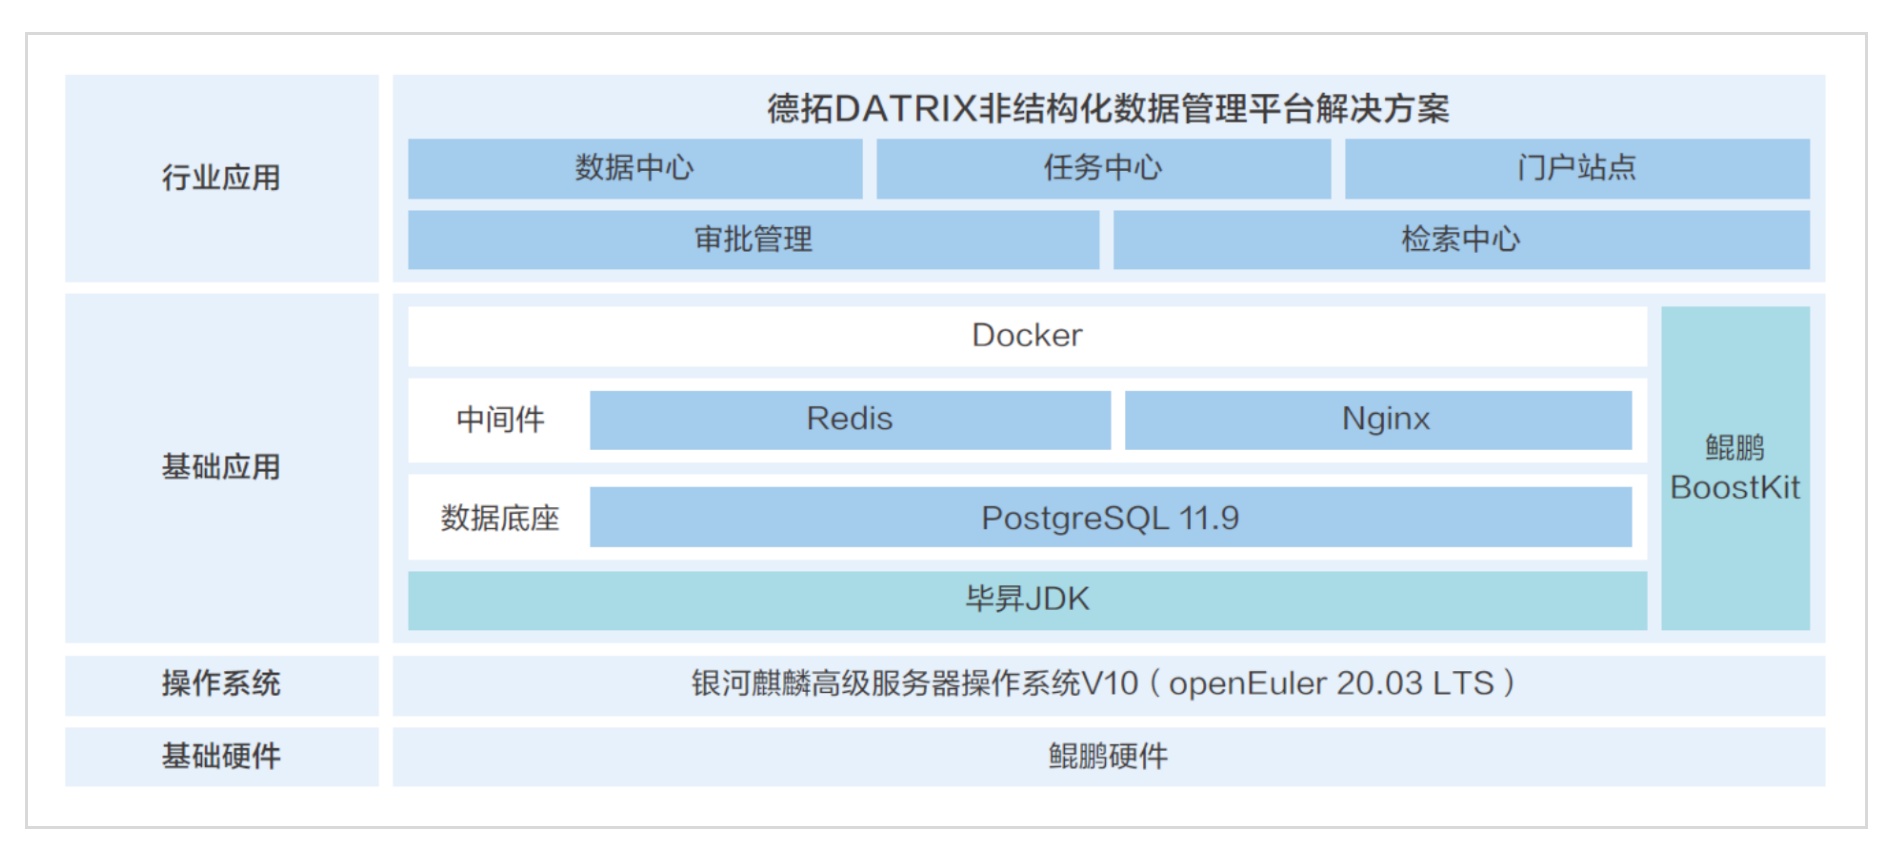 德拓DATRIX非结构化数据管理平台解决方案
行业应用
数据中心
任务中心
门户站点
审批管理
检索中心
基础应用
Docker
中间件
Redis
Nginx
数据底座
PostgreSQL 11.9
毕昇JDK
鲲鹏
BoostKit
操作系统
银河麒麟高级服务器操作系统V10（openEuler 20.03 LTS）
基础硬件
鲲鹏硬件